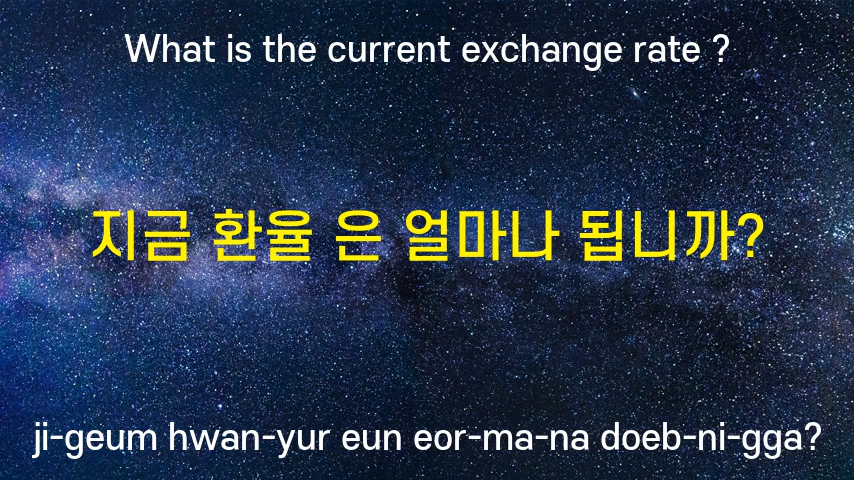 What is the current exchange rate ?
지금 환율 은 얼마나 됩니까?
ji-geum hwan-yur eun eor-ma-na doeb-ni-gga?